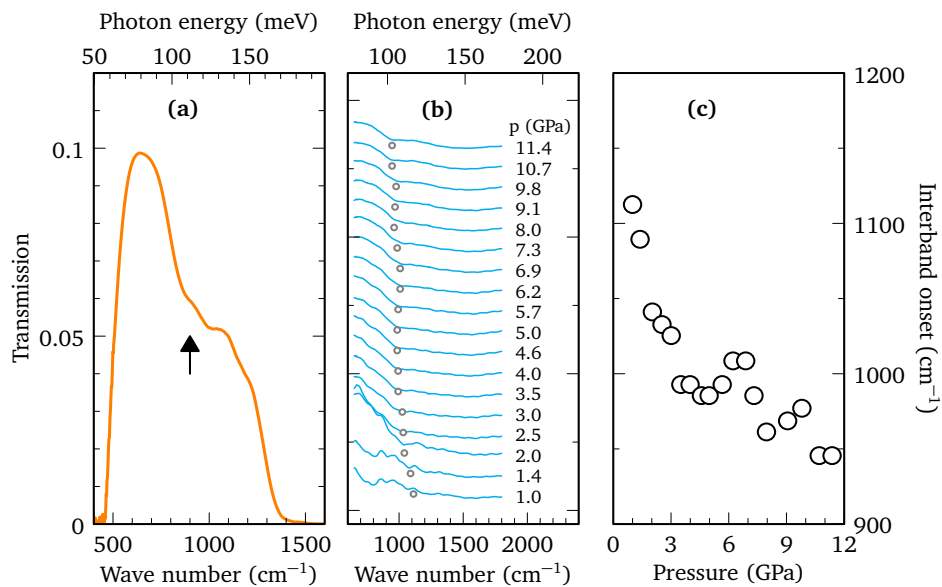 Photon energy (meV)
50 100 150
(a)
Transmission
0.1
0.05
0
500 1000 1500
Wave number (cm⁻¹)
Photon energy (meV)
100 150 200
(b)
p (GPa)
11.4
10.7
9.8
9.1
8.0
7.3
6.9
6.2
5.7
5.0
4.6
4.0
3.5
3.0
2.5
2.0
1.4
1.0
1000 1500 2000
Wave number (cm⁻¹)
(c)
1200
1100
1000
900
Interband onset (cm⁻¹)
0 3 6 9 12
Pressure (GPa)